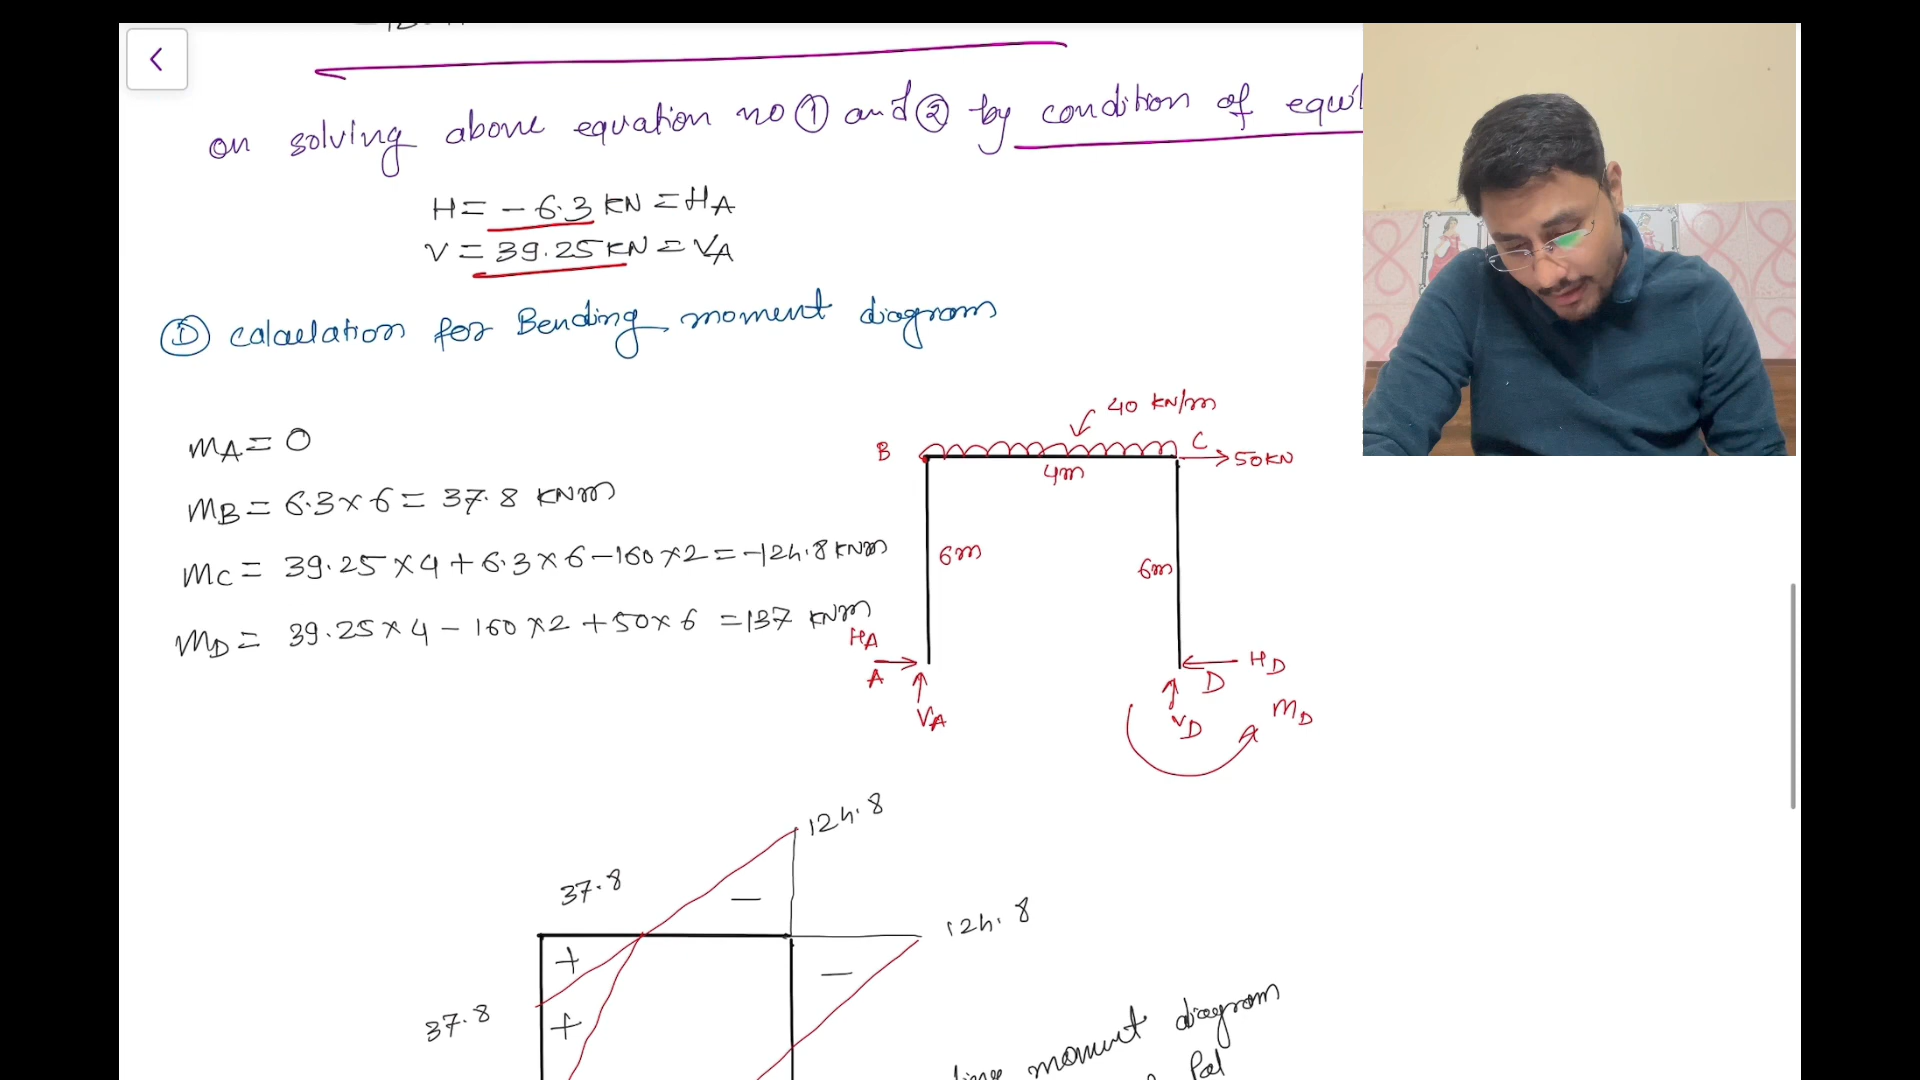 on solving above equation no ① and ② by condition of
H = - 6.3 KN = HA
V = 39.25 KN = VA
① calculation for Bending moment diagram
MA = 0
MB = 6.3 x 6 = 37.8 KNm
MC = 39.25 x 4 + 6.3 x 6 - 160 x 2 = -124.8 KNm
MD = 39.25 x 4 - 160 x 2 + 50 x 6 = 137 KNm
40 KN/m
B
C
50KN
4m
6m
6m
HA
A
VA
HD
D
VD
MD
124.8
37.8
-
124.8
+
-
37.8
+
moment diagram